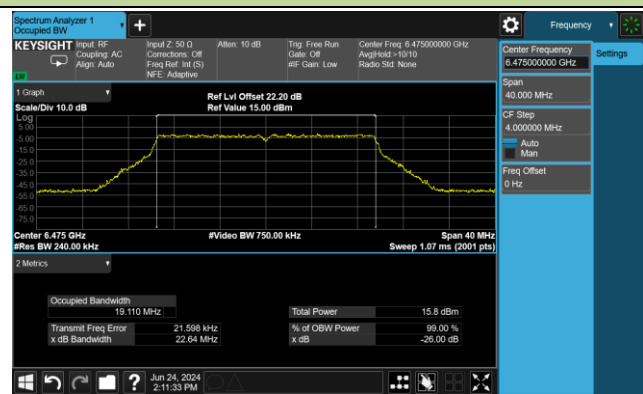 Spectrum Analyzer 1
Occupied BW
+
Frequency
KEYSIGHT
Input: RF
Coupling: AC
Align: Auto
Input Z: 50 Ω
Corrections: Off
Freq Ref: Int (S)
NFE: Adaptive
Atten: 10 dB
Trig: Free Run
Gate: Off
#IF Gain: Low
Center Freq: 6.475000000 GHz
Avg|Hold:>10/10
Radio Std: None
Center Frequency
6.475000000 GHz
Settings
Span
40.000 MHz
CF Step
4.000000 MHz
Auto
Man
Freq Offset
0 Hz
1 Graph
Scale/Div 10.0 dB
Ref Lvl Offset 22.20 dB
Ref Value 15.00 dBm
Log
5.00
-5.00
-15.0
-25.0
-35.0
-45.0
-55.0
-65.0
-75.0
Center 6.475 GHz
#Res BW 240.00 kHz
#Video BW 750.00 kHz
Span 40 MHz
Sweep 1.07 ms (2001 pts)
2 Metrics
Occupied Bandwidth
19.110 MHz
Total Power 15.8 dBm
Transmit Freq Error 21.598 kHz
% of OBW Power 99.00 %
x dB Bandwidth 22.64 MHz
x dB -26.00 dB
?
Jun 24, 2024
2:11:33 PM